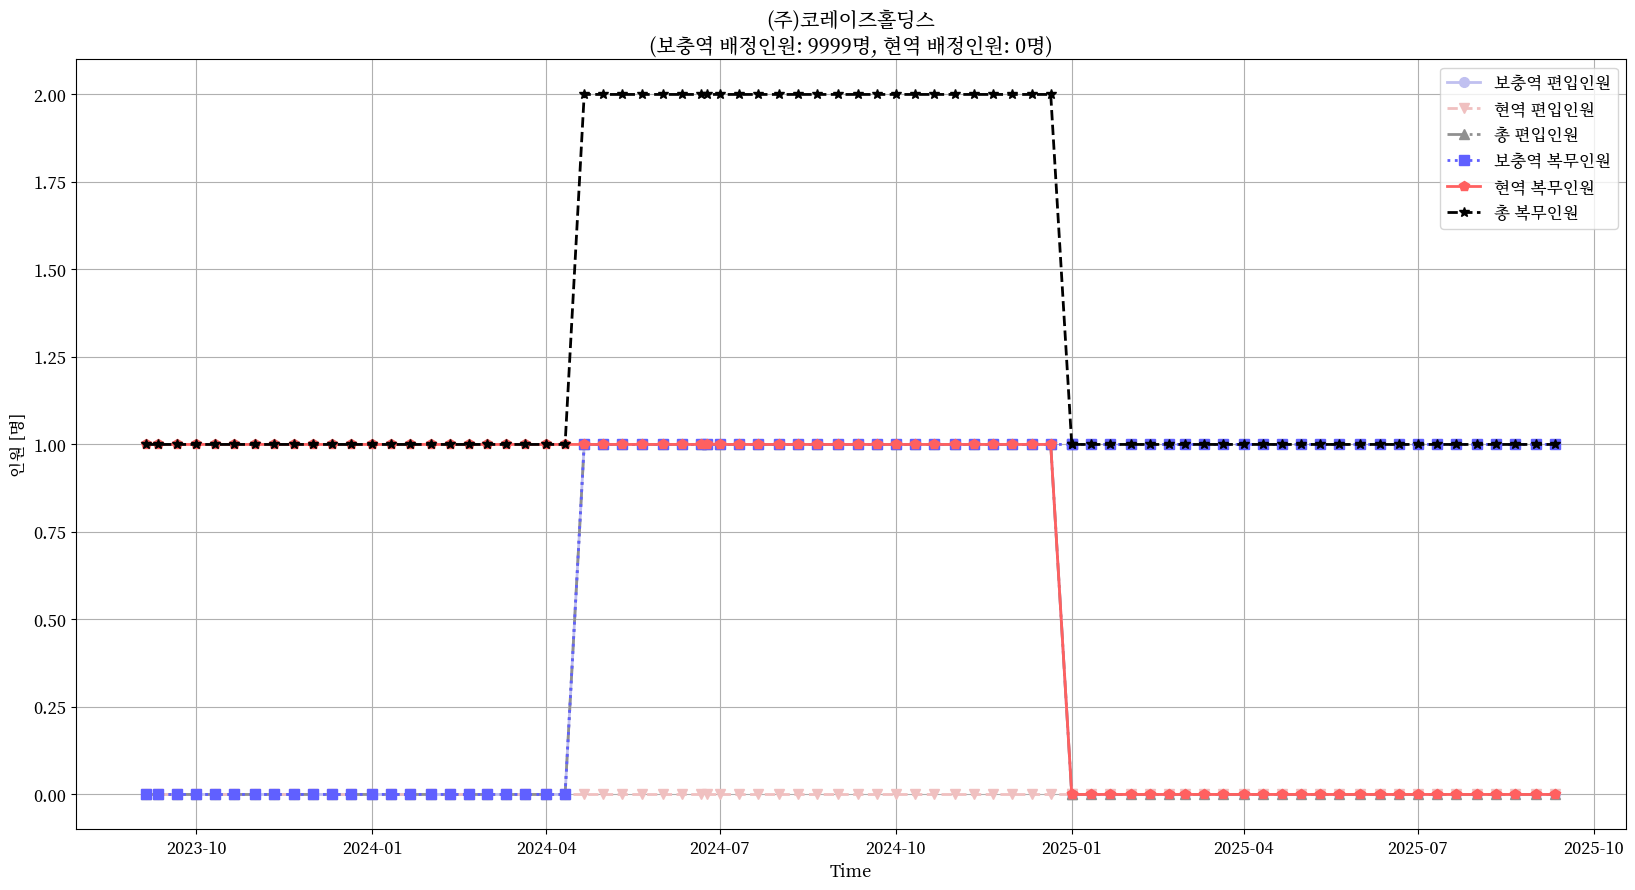 (주)코레이즈홀딩스
(보충역 배정인원: 9999명, 현역 배정인원: 0명)
보충역 편입인원
현역 편입인원
총 편입인원
보충역 복무인원
현역 복무인원
총 복무인원
인원 [명]
2.00
1.75
1.50
1.25
1.00
0.75
0.50
0.25
0.00
2023-10 2024-01 2024-04 2024-07 2024-10 2025-01 2025-04 2025-07 2025-10
Time